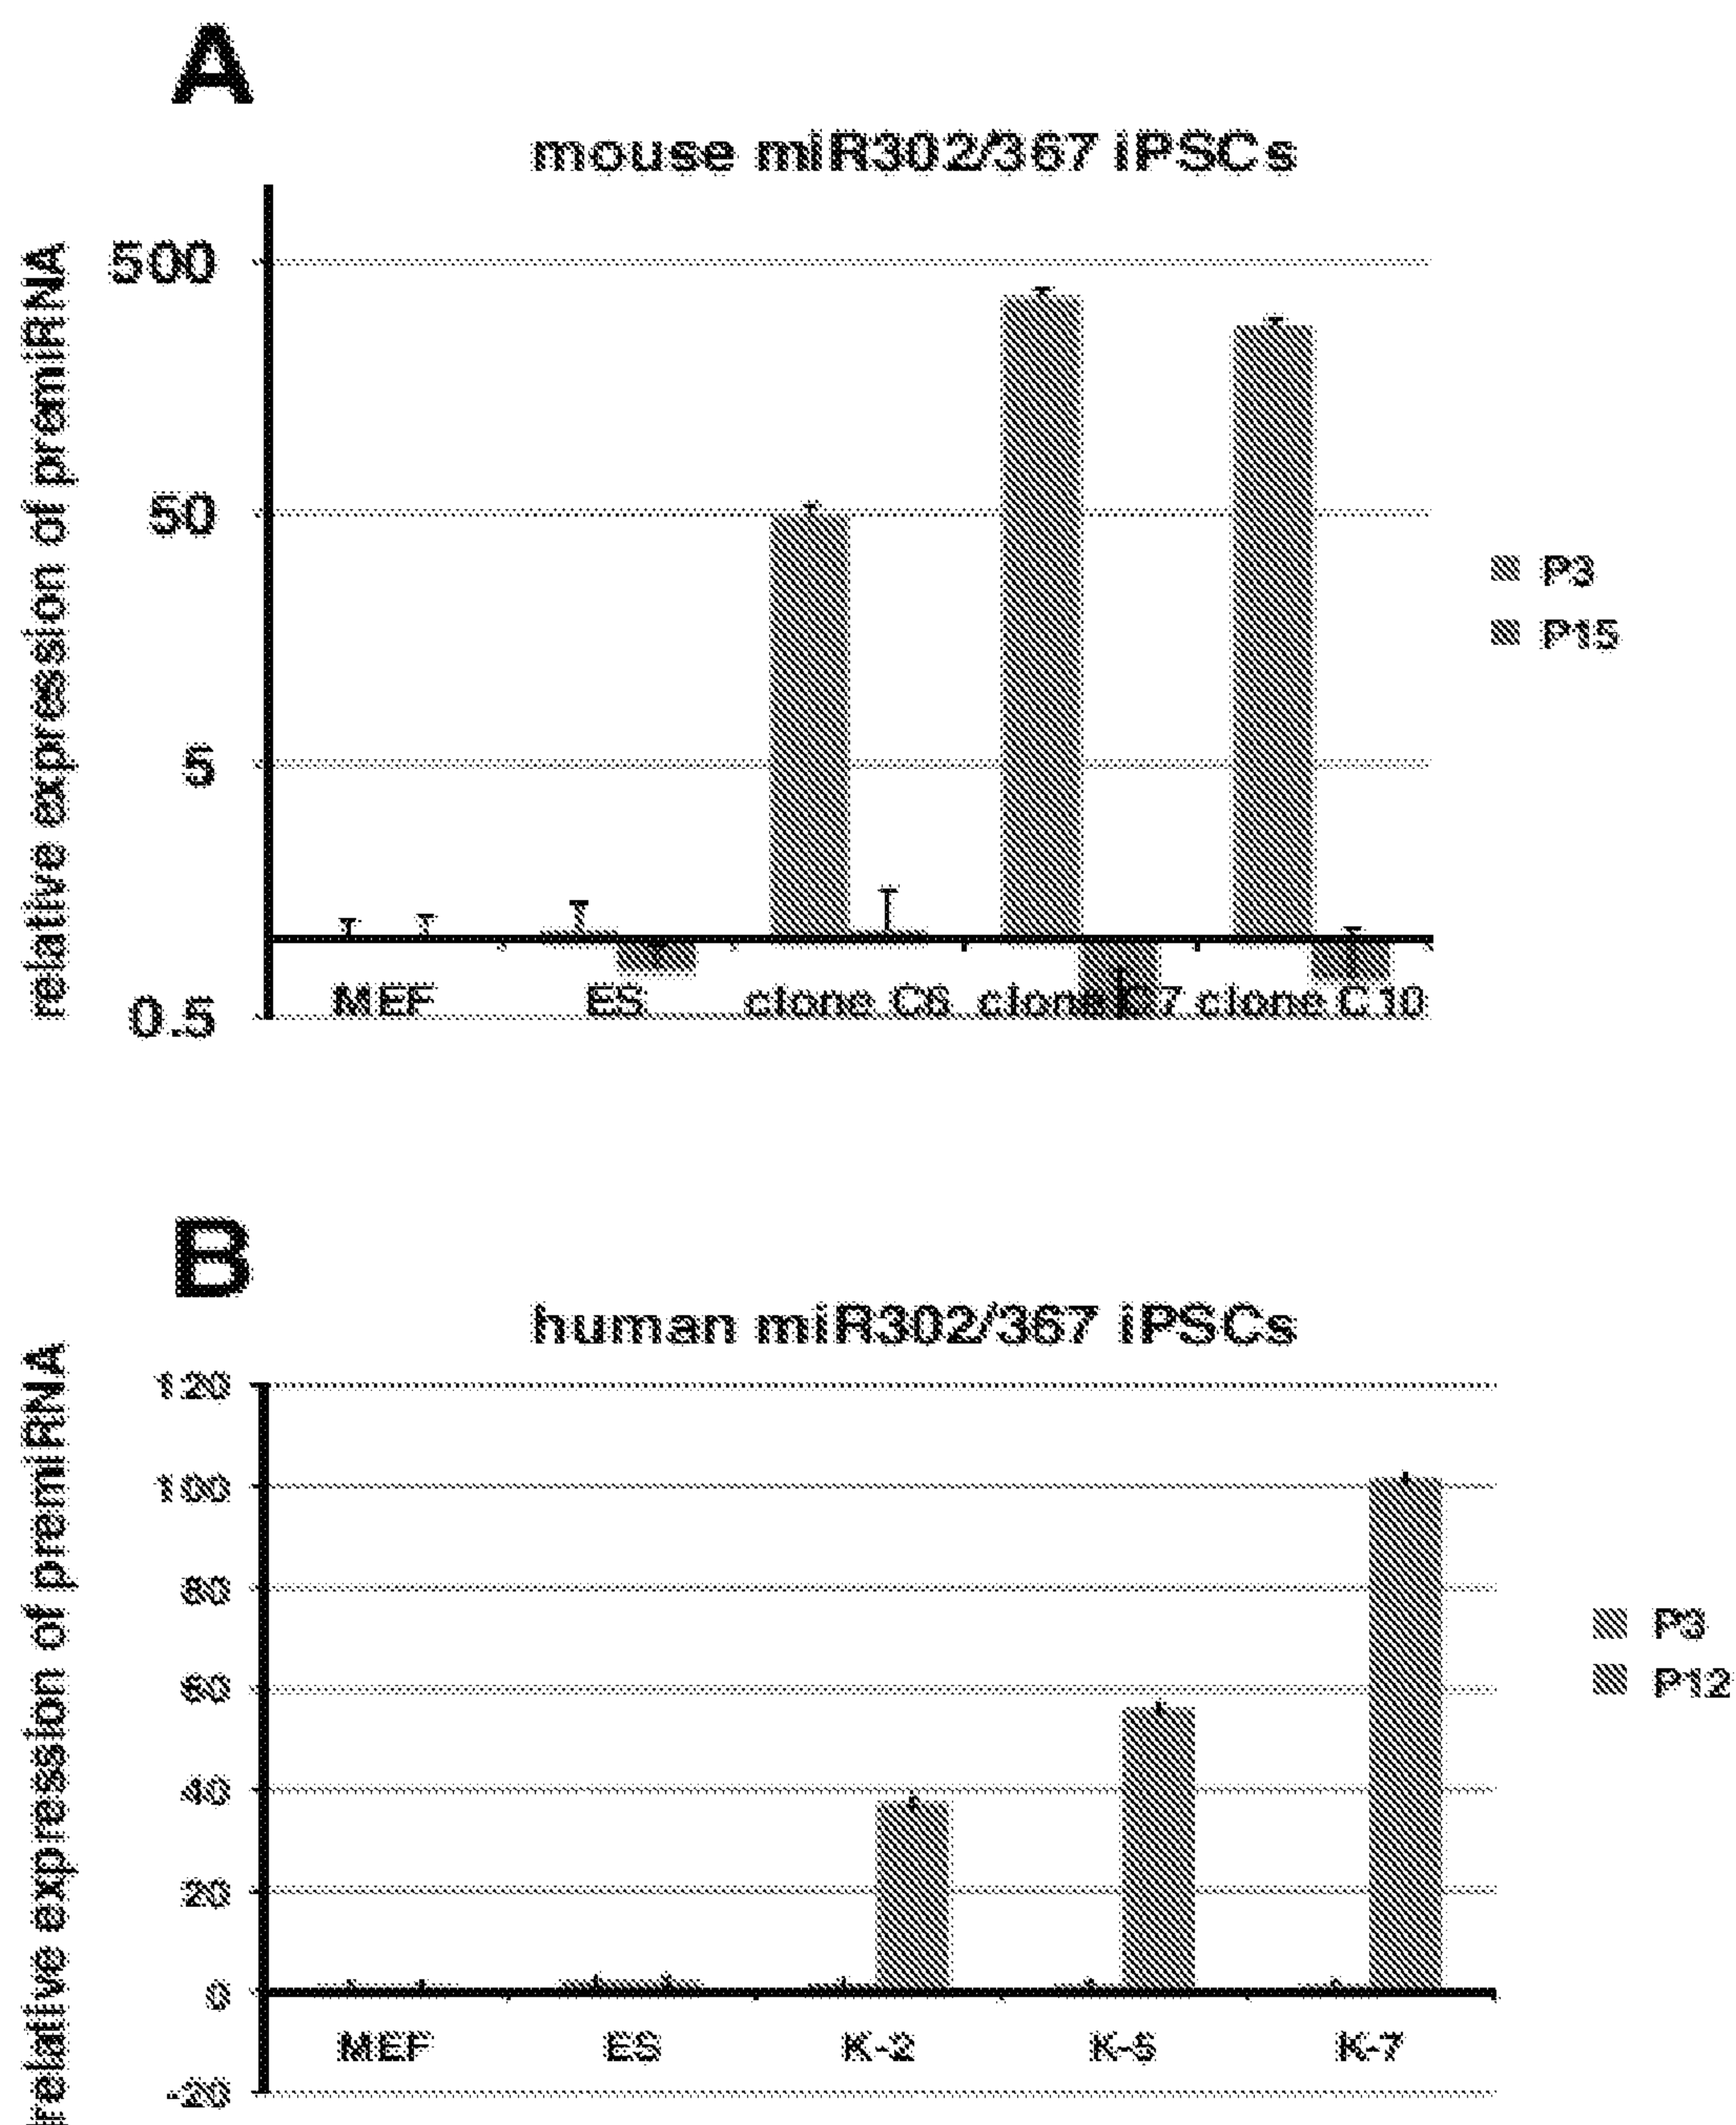 A
mouse miR302/367 iPSCs
relative expression of premiRNA
500
50
5
0.5
MEF ES clone C6 clone C7 clone C10
P3
P15
B
human miR302/367 iPSCs
relative expression of premiRNA
120
100
80
60
40
20
0
-20
MEF ES K-2 K-5 K-7
P3
P12